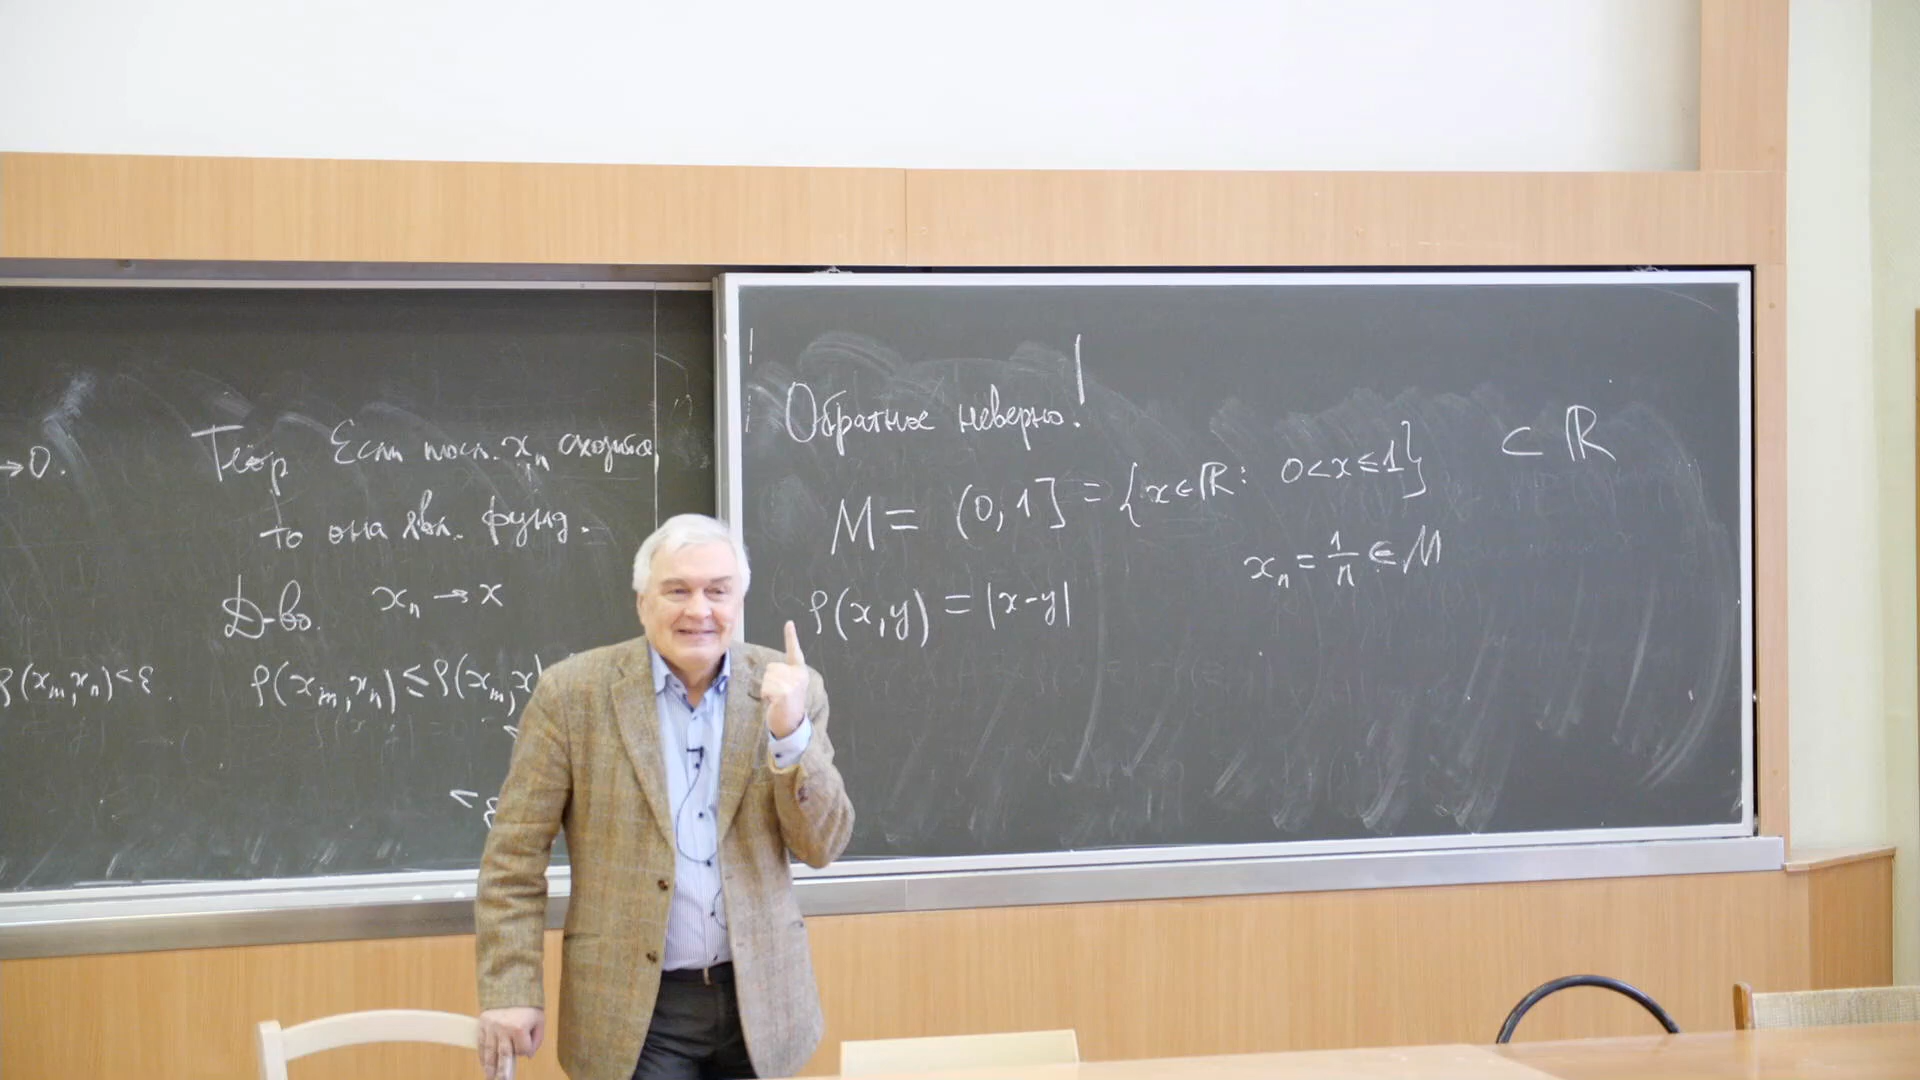 →0.
ρ(xₘ,xₙ)<ε.
Теор Если посл. xₙ сходится
то она явл. фунд.
Д-во. xₙ → x
ρ(xₘ,xₙ)≤ρ(xₘ,x)
<
<ε
Обратное неверно!
M = (0,1] = {x∈ℝ: 0<x≤1} ⊂ ℝ
xₙ = 1/n ∈ M
ρ(x,y) = |x-y|